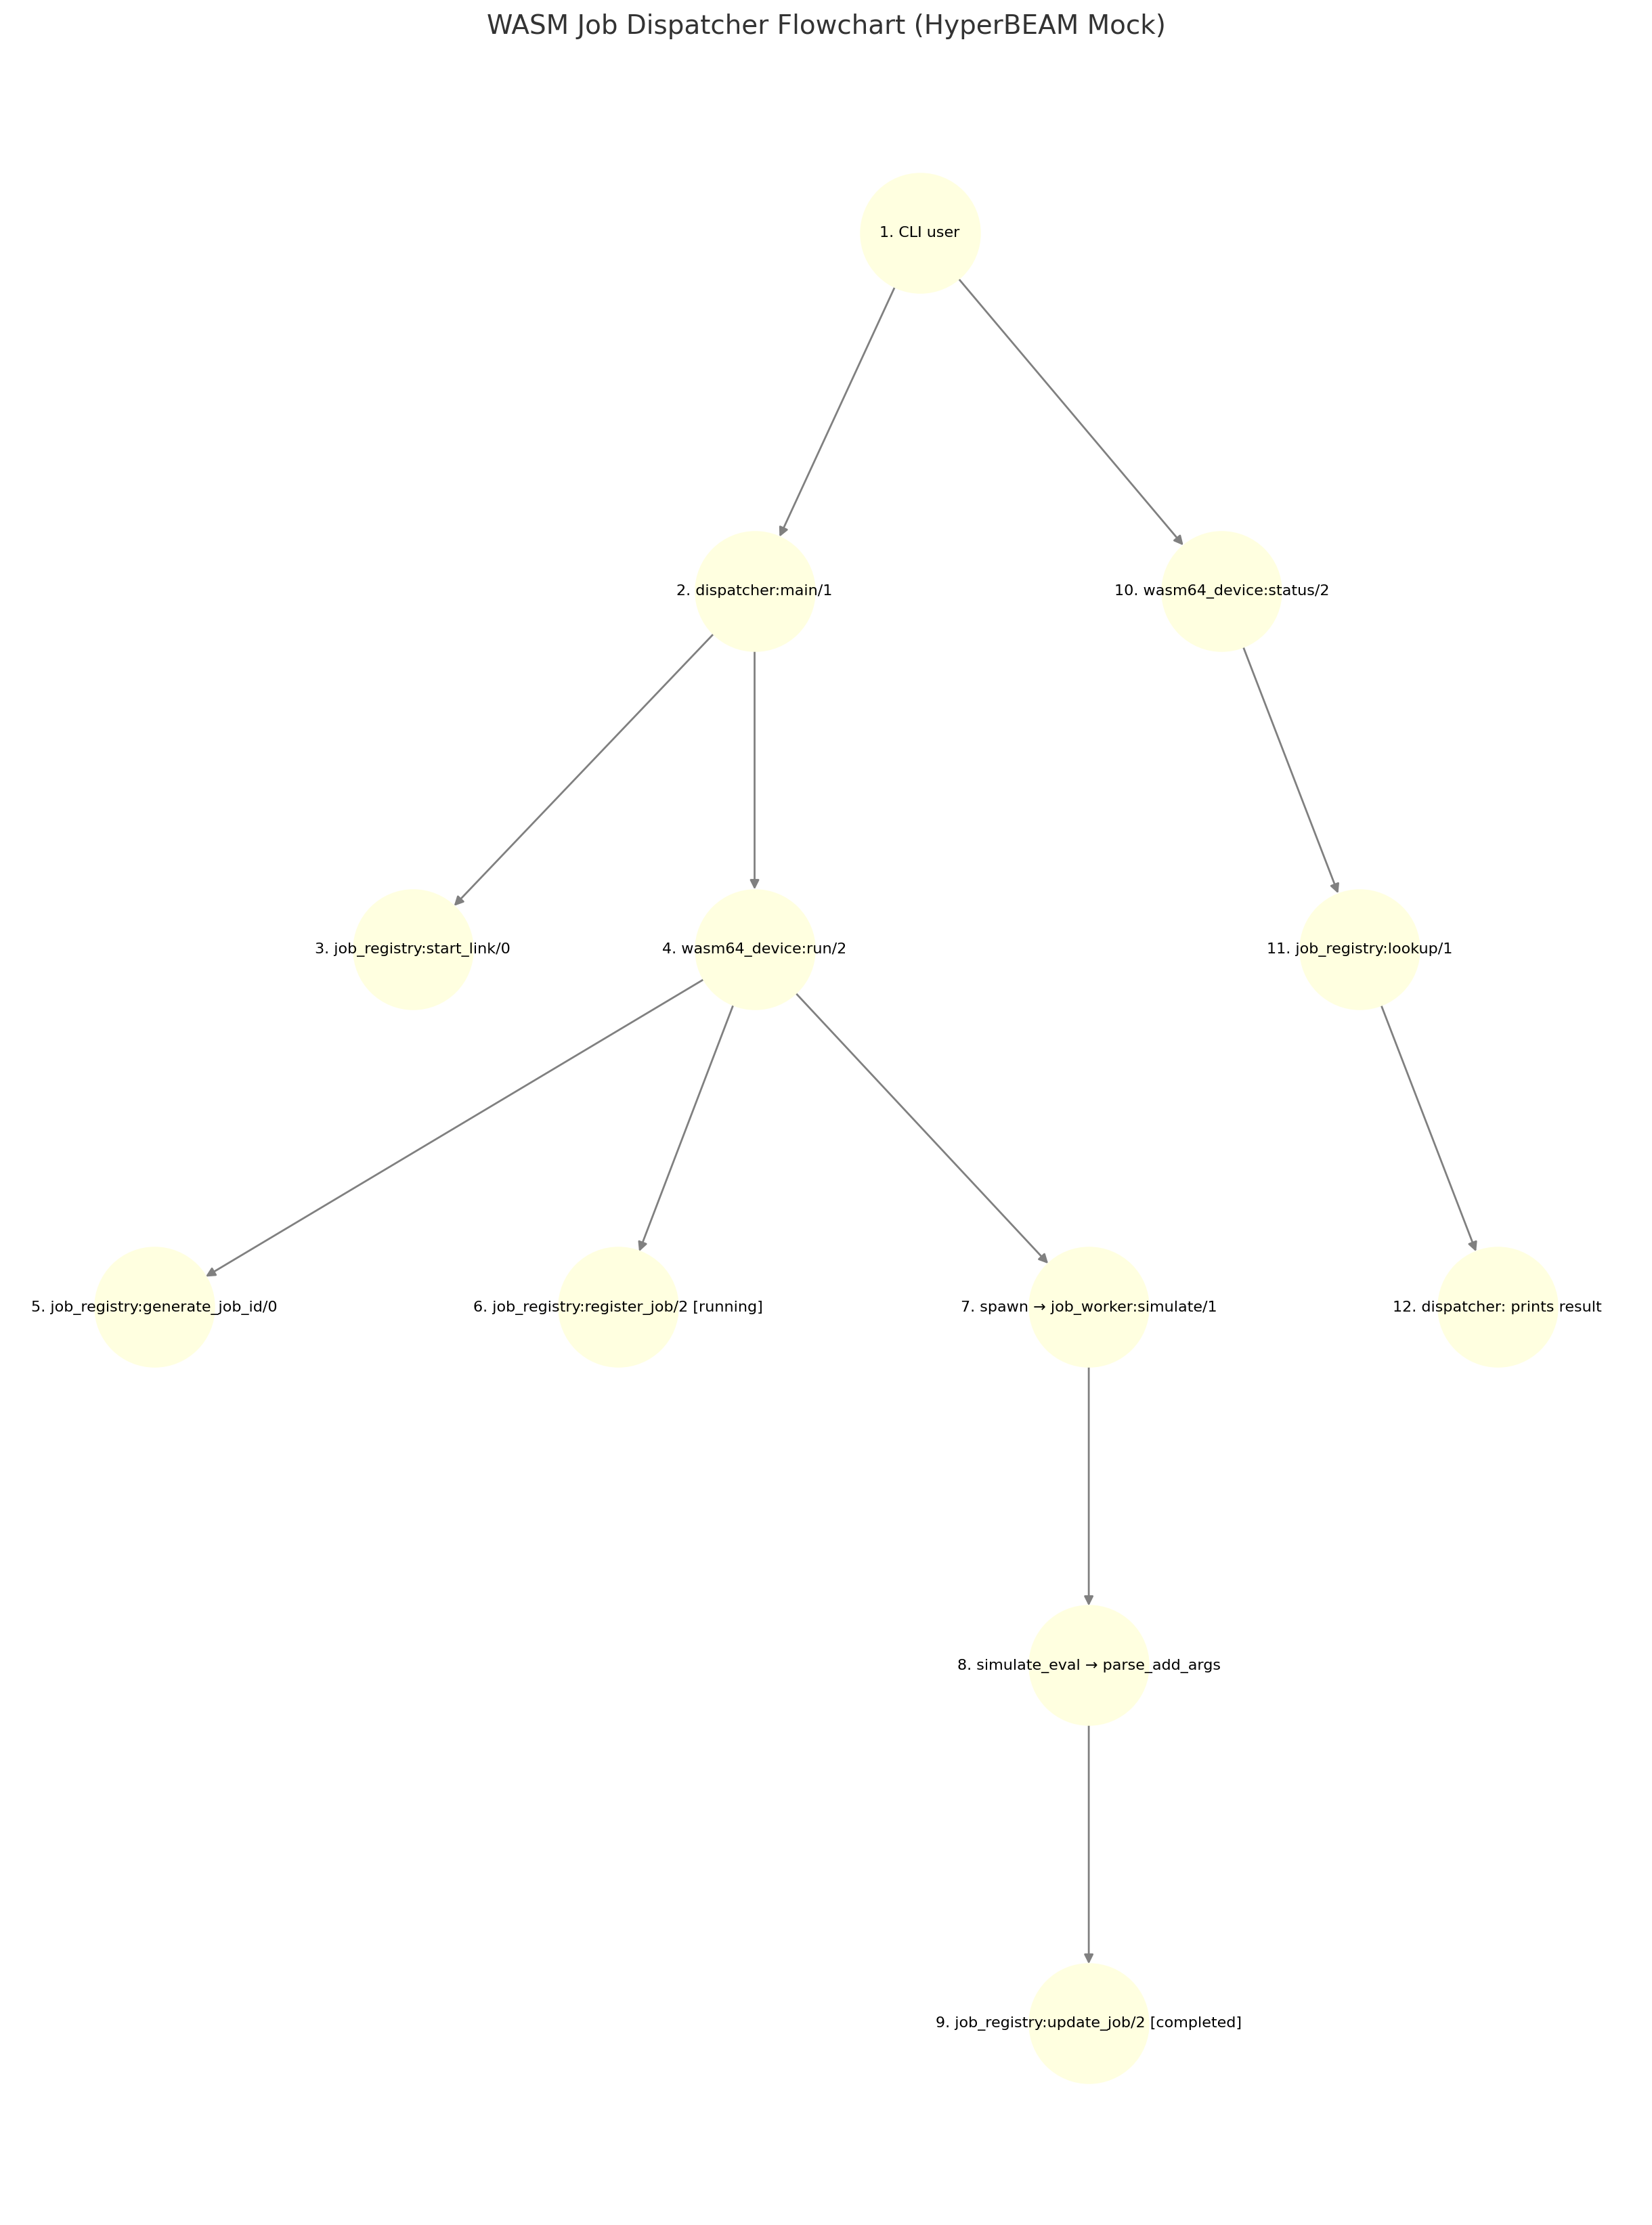 WASM Job Dispatcher Flowchart (HyperBEAM Mock)
1. CLI user
2. dispatcher:main/1
10. wasm64_device:status/2
3. job_registry:start_link/0
4. wasm64_device:run/2
11. job_registry:lookup/1
5. job_registry:generate_job_id/0
6. job_registry:register_job/2 [running]
7. spawn → job_worker:simulate/1
12. dispatcher: prints result
8. simulate_eval → parse_add_args
9. job_registry:update_job/2 [completed]